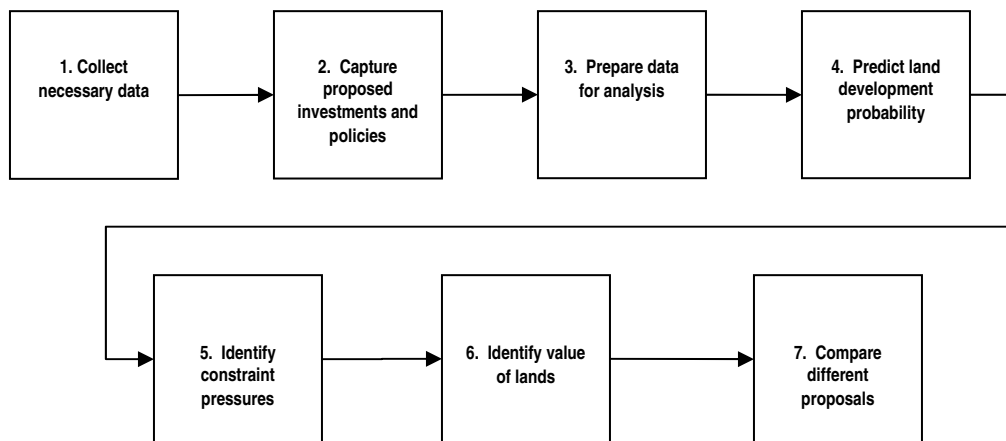 1. Collect
necessary data
2. Capture
proposed
investments and
policies
3. Prepare data
for analysis
4. Predict land
development
probability
5. Identify
constraint
pressures
6. Identify value
of lands
7. Compare
different
proposals